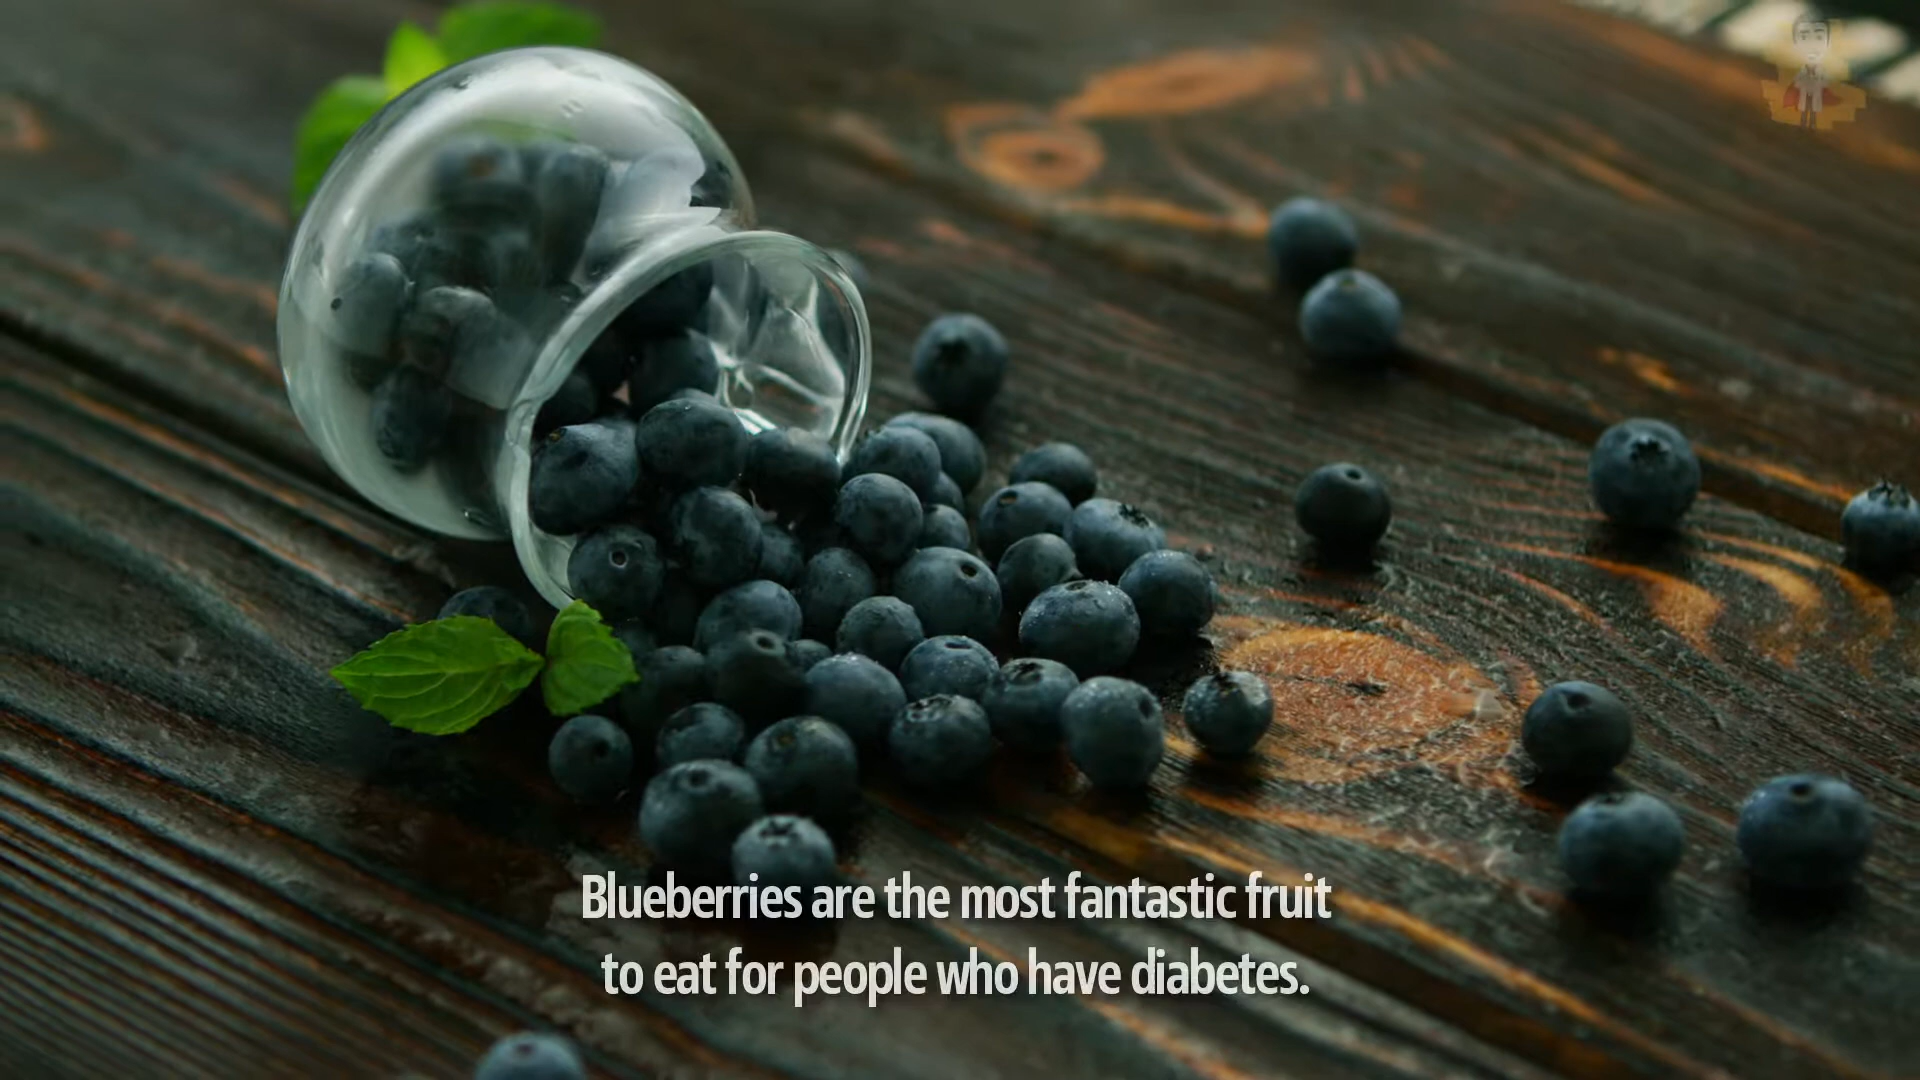 Blueberries are the most fantastic fruit
to eat for people who have diabetes.